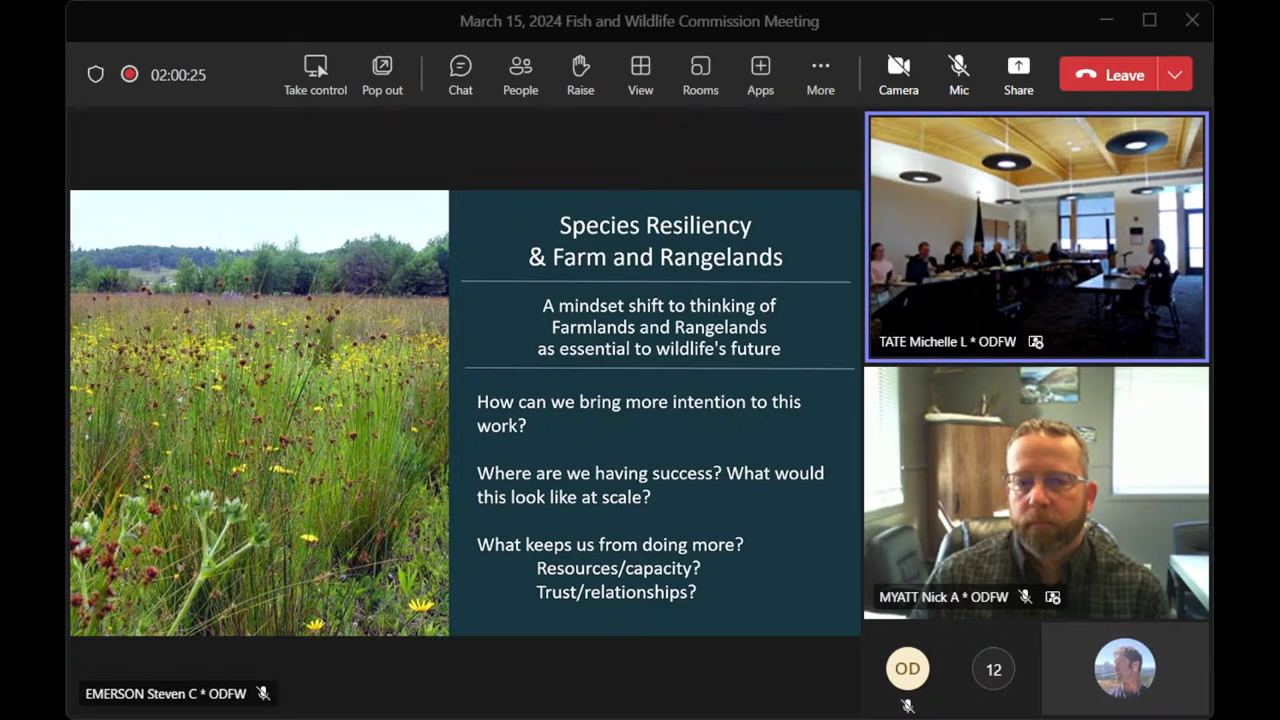 March 15, 2024 Fish and Wildlife Commission Meeting
02:00:25
Take control
Pop out
Chat
People
Raise
View
Rooms
Apps
More
Camera
Mic
Share
Leave
Species Resiliency
& Farm and Rangelands
A mindset shift to thinking of
Farmlands and Rangelands
as essential to wildlife's future
How can we bring more intention to this
work?
Where are we having success? What would
this look like at scale?
What keeps us from doing more?
Resources/capacity?
Trust/relationships?
TATE Michelle L * ODFW
MYATT Nick A * ODFW
OD
12
EMERSON Steven C * ODFW